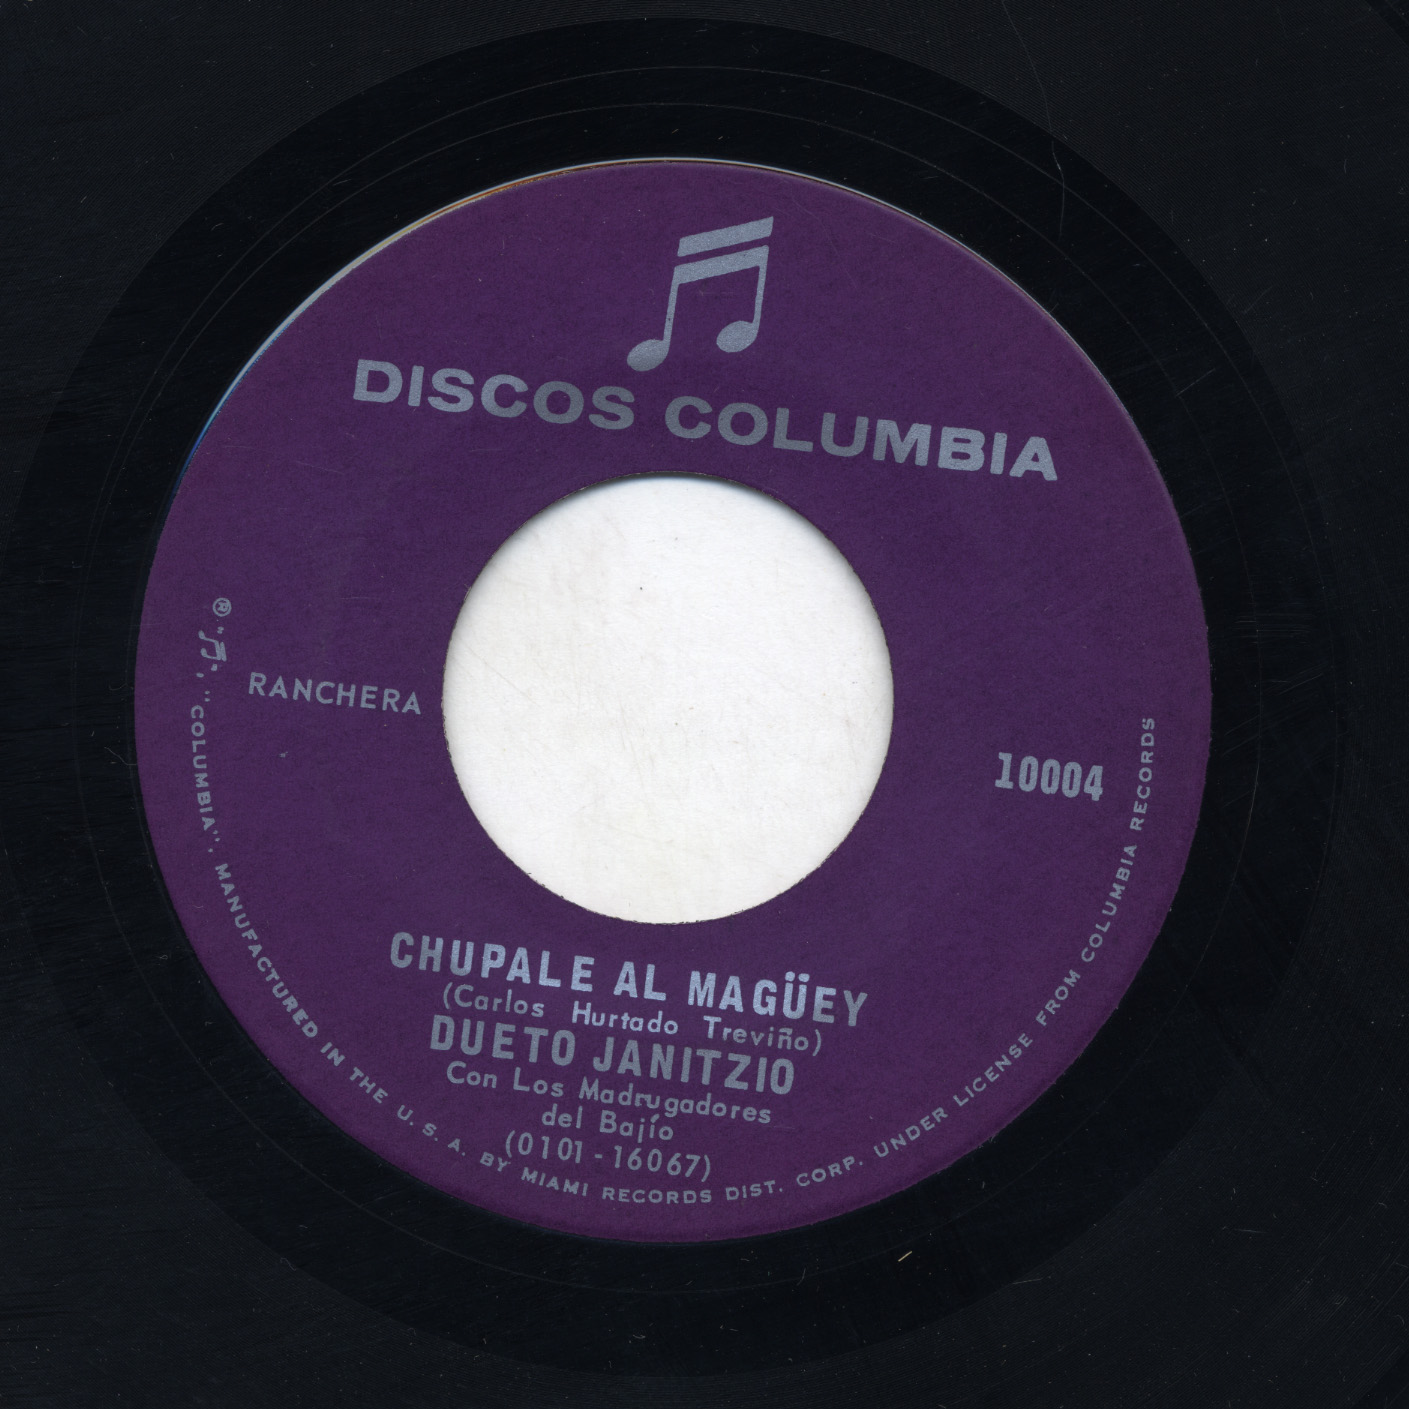 DISCOS COLUMBIA
RANCHERA
10004
CHUPALE AL MAGÜEY
(Carlos Hurtado Treviño)
DUETO JANITZIO
Con Los Madrugadores
del Bajío
(0101-16067)
® "♫", "COLUMBIA", MANUFACTURED IN THE U. S. A. BY MIAMI RECORDS DIST. CORP. UNDER LICENSE FROM COLUMBIA RECORDS